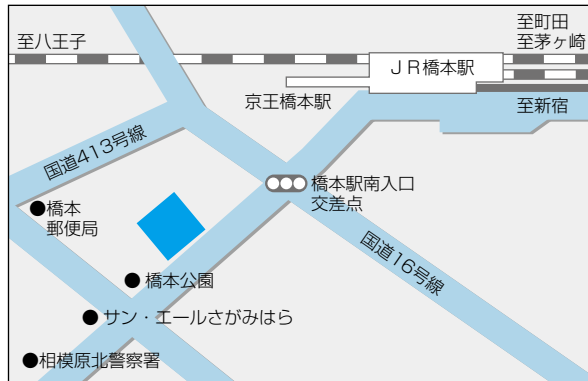 至八王子
至町田
至茅ヶ崎
ＪＲ橋本駅
京王橋本駅
至新宿
国道413号線
橋本駅南入口
交差点
●橋本
郵便局
国道16号線
●橋本公園
●サン・エールさがみはら
●相模原北警察署